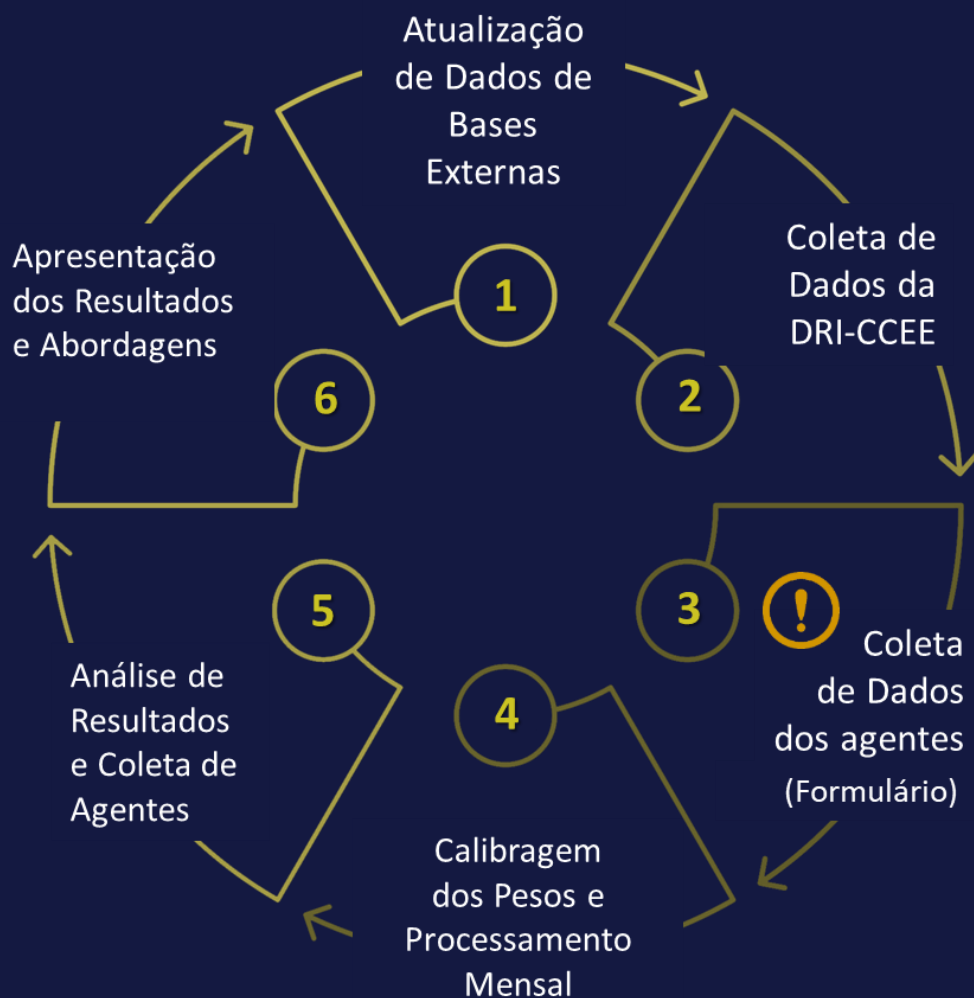 Atualização
de Dados de
Bases
Externas
1
Coleta de
Dados da
DRI-CCEE
2
3
!
Coleta
de Dados
dos agentes
(Formulário)
4
Calibragem
dos Pesos e
Processamento
Mensal
5
Análise de
Resultados
e Coleta de
Agentes
6
Apresentação
dos Resultados
e Abordagens